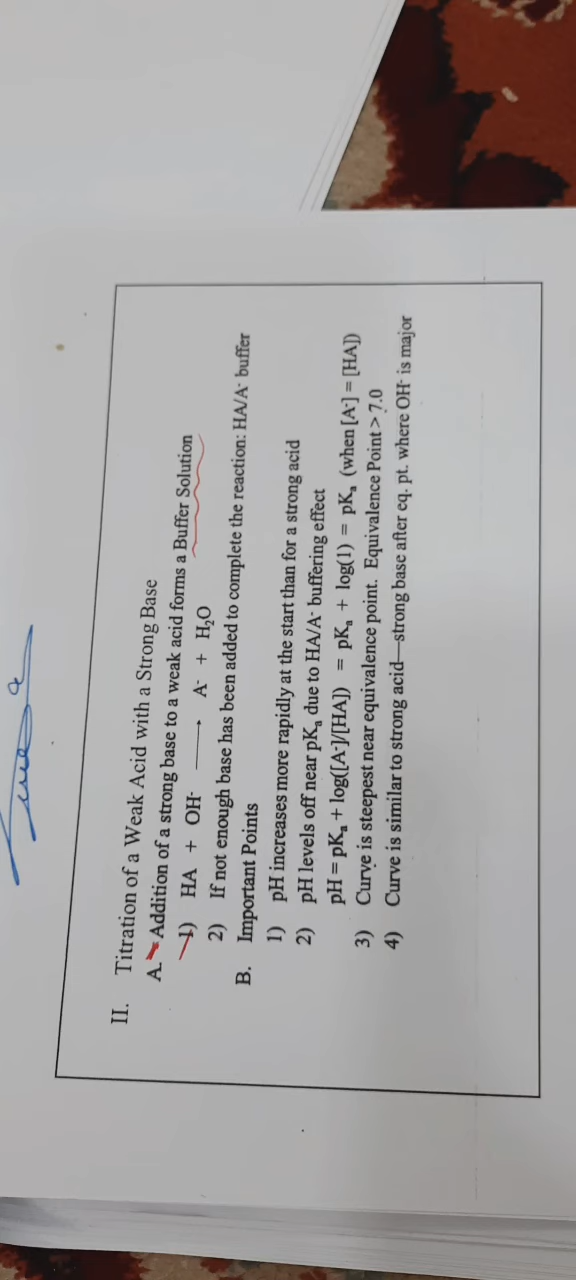 II. Titration of a Weak Acid with a Strong Base
A. Addition of a strong base to a weak acid forms a Buffer Solution
1) HA + OH- ⟶ A- + H₂O
2) If not enough base has been added to complete the reaction: HA/A- buffer
B. Important Points
1) pH increases more rapidly at the start than for a strong acid
2) pH levels off near pKₐ due to HA/A- buffering effect
pH = pKₐ + log([A-]/[HA]) = pKₐ + log(1) = pKₐ (when [A-] = [HA])
3) Curve is steepest near equivalence point. Equivalence Point > 7.0
4) Curve is similar to strong acid—strong base after eq. pt. where OH- is major